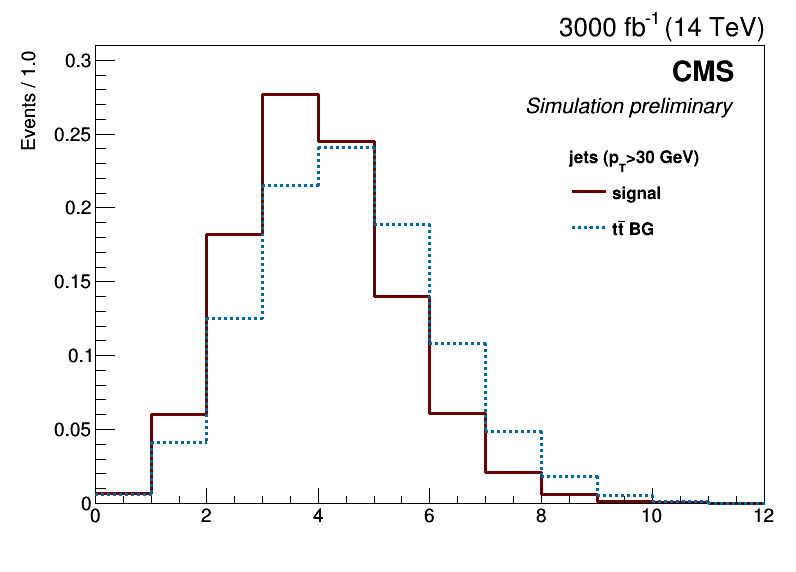 3000 fb⁻¹ (14 TeV)
CMS
Simulation preliminary
Events / 1.0
jets (p_T>30 GeV)
signal
tt̄ BG
0.3
0.25
0.2
0.15
0.1
0.05
0
0 2 4 6 8 10 12